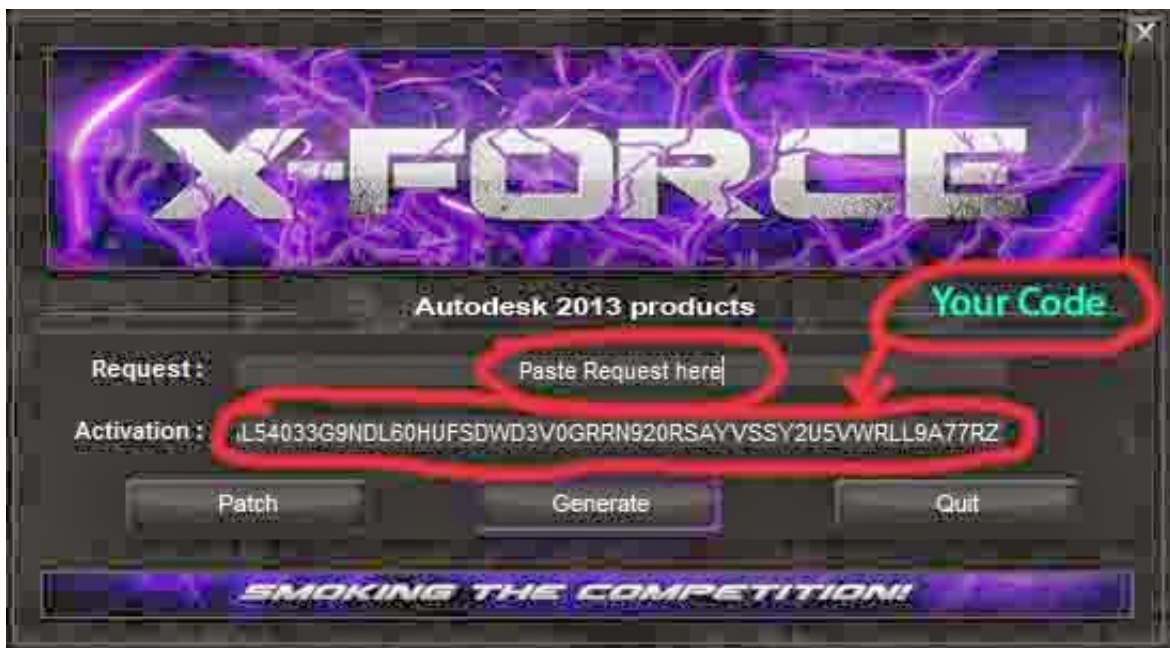 X
X-FORCE
Autodesk 2013 products
Your Code
Request :
Paste Request here
Activation :
L54033G9NDL60HUFSDWD3V0GRRN920RSAYVSSY2U5VWRLL9A77RZ
Patch
Generate
Quit
SMOKING THE COMPETITION!